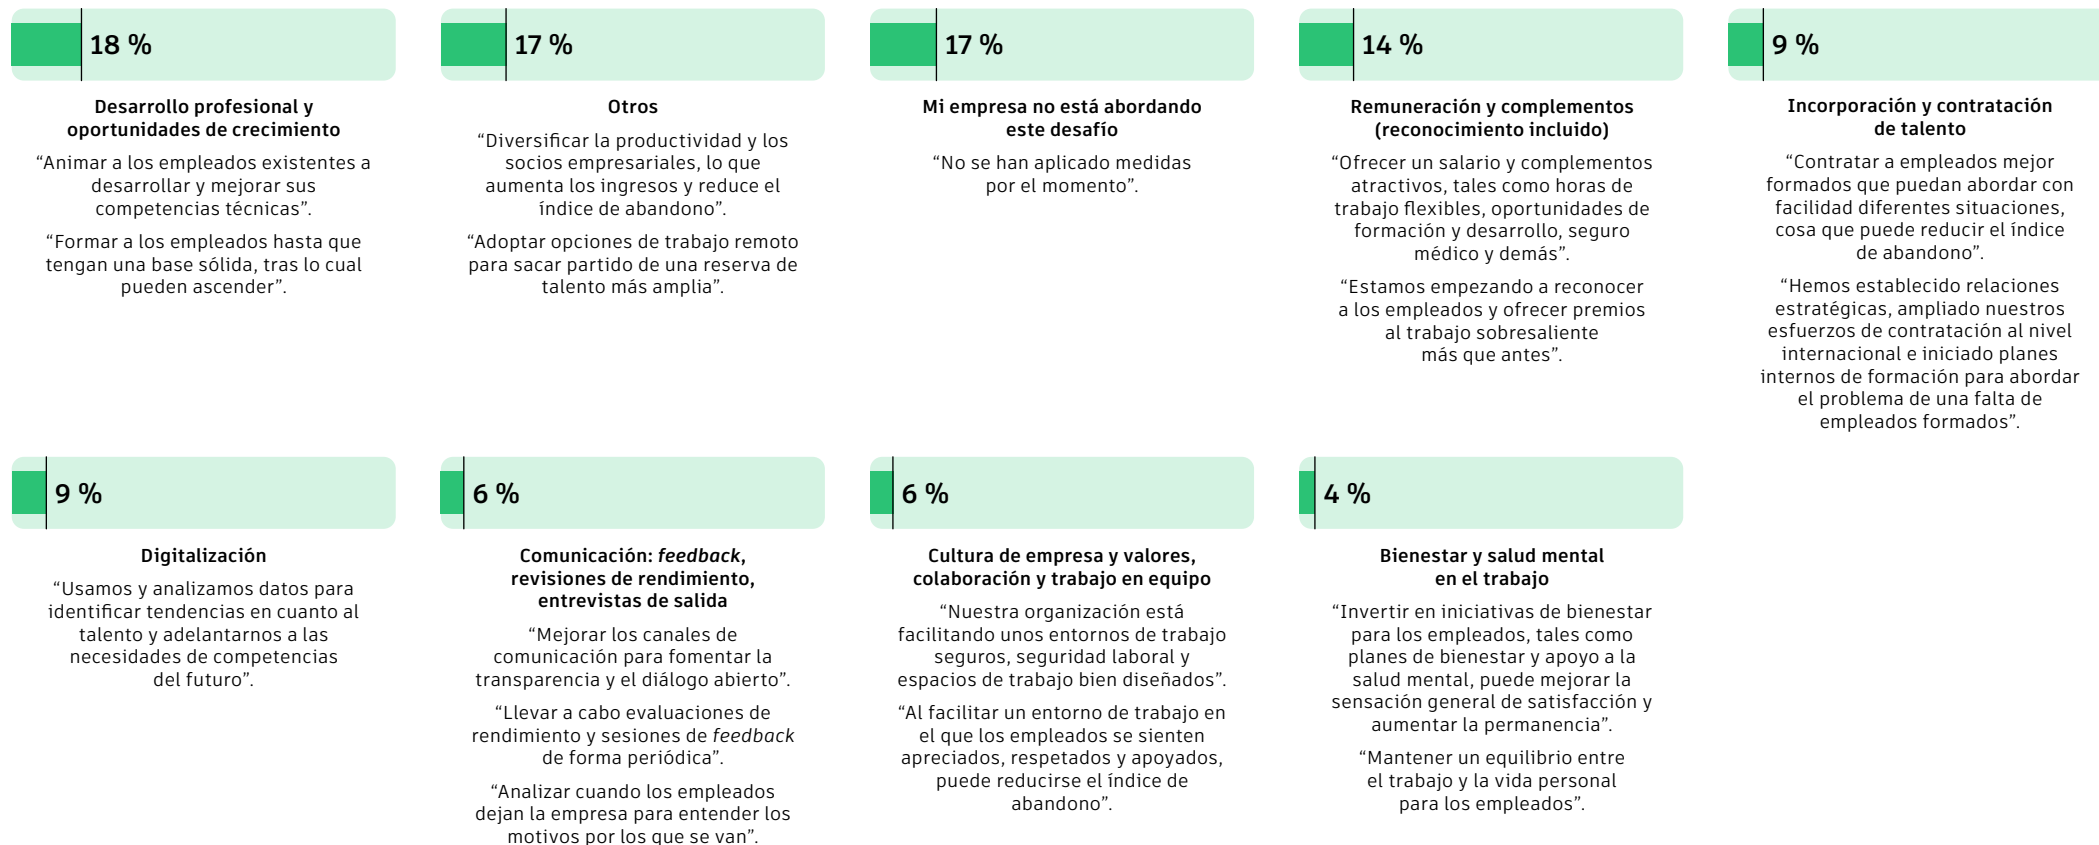 18 %
Desarrollo profesional y
oportunidades de crecimiento
“Animar a los empleados existentes a
desarrollar y mejorar sus
competencias técnicas”.
“Formar a los empleados hasta que
tengan una base sólida, tras lo cual
pueden ascender”.
17 %
Otros
“Diversificar la productividad y los
socios empresariales, lo que
aumenta los ingresos y reduce el
índice de abandono”.
“Adoptar opciones de trabajo remoto
para sacar partido de una reserva de
talento más amplia”.
17 %
Mi empresa no está abordando
este desafío
“No se han aplicado medidas
por el momento”.
14 %
Remuneración y complementos
(reconocimiento incluido)
“Ofrecer un salario y complementos
atractivos, tales como horas de
trabajo flexibles, oportunidades de
formación y desarrollo, seguro
médico y demás”.
“Estamos empezando a reconocer
a los empleados y ofrecer premios
al trabajo sobresaliente
más que antes”.
9 %
Incorporación y contratación
de talento
“Contratar a empleados mejor
formados que puedan abordar con
facilidad diferentes situaciones,
cosa que puede reducir el índice
de abandono”.
“Hemos establecido relaciones
estratégicas, ampliado nuestros
esfuerzos de contratación al nivel
internacional e iniciado planes
internos de formación para abordar
el problema de una falta de
empleados formados”.
9 %
Digitalización
“Usamos y analizamos datos para
identificar tendencias en cuanto al
talento y adelantarnos a las
necesidades de competencias
del futuro”.
6 %
Comunicación: feedback,
revisiones de rendimiento,
entrevistas de salida
“Mejorar los canales de
comunicación para fomentar la
transparencia y el diálogo abierto”.
“Llevar a cabo evaluaciones de
rendimiento y sesiones de feedback
de forma periódica”.
“Analizar cuando los empleados
dejan la empresa para entender los
motivos por los que se van”.
6 %
Cultura de empresa y valores,
colaboración y trabajo en equipo
“Nuestra organización está
facilitando unos entornos de trabajo
seguros, seguridad laboral y
espacios de trabajo bien diseñados”.
“Al facilitar un entorno de trabajo en
el que los empleados se sienten
apreciados, respetados y apoyados,
puede reducirse el índice de
abandono”.
4 %
Bienestar y salud mental
en el trabajo
“Invertir en iniciativas de bienestar
para los empleados, tales como
planes de bienestar y apoyo a la
salud mental, puede mejorar la
sensación general de satisfacción y
aumentar la permanencia”.
“Mantener un equilibrio entre
el trabajo y la vida personal
para los empleados”.